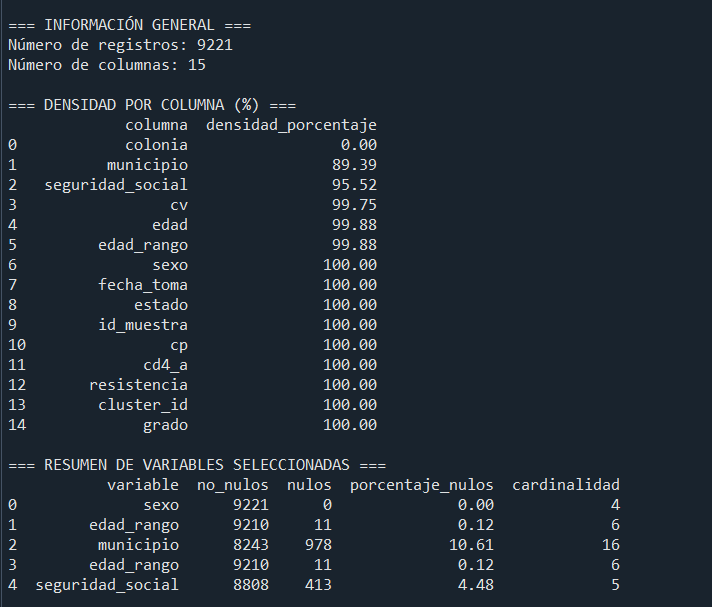 === INFORMACIÓN GENERAL ===
Número de registros: 9221
Número de columnas: 15
=== DENSIDAD POR COLUMNA (%) ===
columna densidad_porcentaje
0 colonia 0.00
1 municipio 89.39
2 seguridad_social 95.52
3 cv 99.75
4 edad 99.88
5 edad_rango 99.88
6 sexo 100.00
7 fecha_toma 100.00
8 estado 100.00
9 id_muestra 100.00
10 cp 100.00
11 cd4_a 100.00
12 resistencia 100.00
13 cluster_id 100.00
14 grado 100.00
=== RESUMEN DE VARIABLES SELECCIONADAS ===
variable no_nulos nulos porcentaje_nulos cardinalidad
0 sexo 9221 0 0.00 4
1 edad_rango 9210 11 0.12 6
2 municipio 8243 978 10.61 16
3 edad_rango 9210 11 0.12 6
4 seguridad_social 8808 413 4.48 5